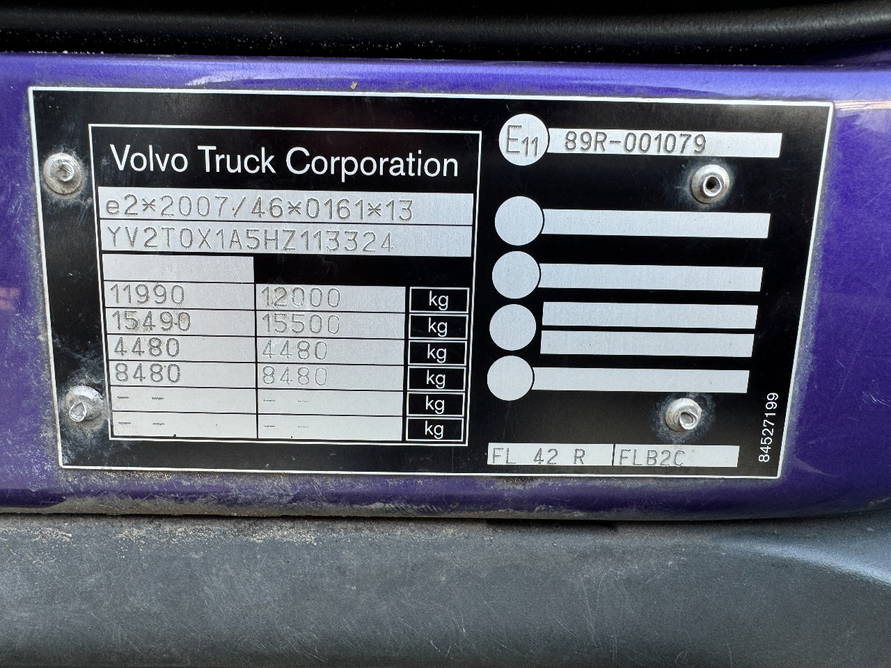 Volvo Truck Corporation
e2*2007/46*0161*13
YV2T0X1A5HZ113324
11990 12000 kg
15490 15500 kg
4480 4480 kg
8480 8480 kg
- - - - kg
- - - - kg
E11 89R-001079
FL 42 R FLB2C
84527199